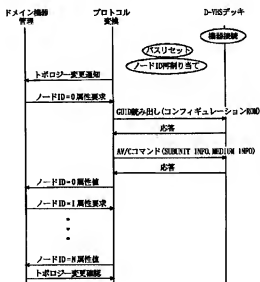 ドメイン機器
管理
プロトコル
変換
D-VHSデッキ
機器接続
バスリセット
ノードID再割り当て
トポロジー変更通知
ノードID=0属性要求
GUID読み出し(コンフィギュレーションROM)
応答
AV/Cコマンド(SUBUNIT INFO,MEDIUM INFO)
応答
ノードID=0属性値
ノードID=1属性要求
ノードID=N属性値
トポロジー変更確認